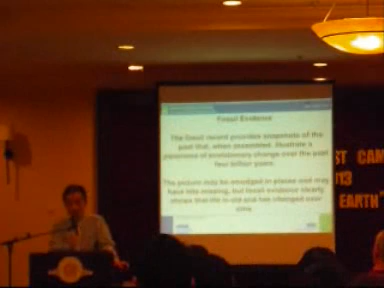 Fossil Evidence
The fossil record provides snapshots of the
past that, when assembled, illustrate a
panorama of evolutionary change over the past
four billion years.
The picture may be smudged in places and may
have bits missing, but fossil evidence clearly
shows that life is old and has changed over
time.
ST CAM
13
EARTH